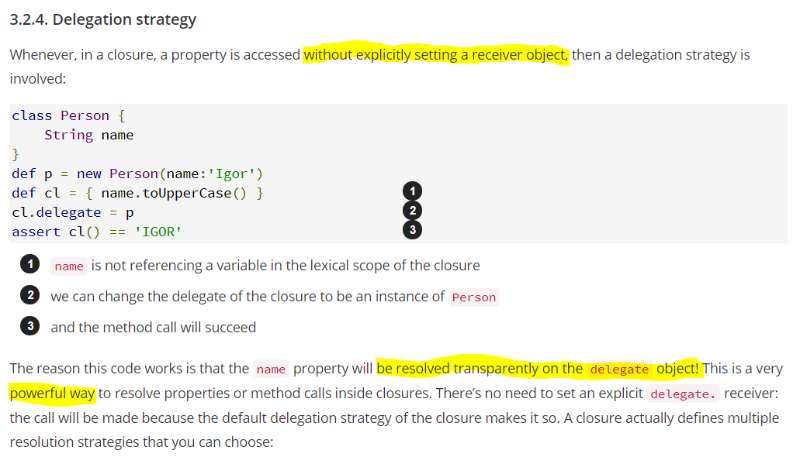 3.2.4. Delegation strategy
Whenever, in a closure, a property is accessed without explicitly setting a receiver object, then a delegation strategy is
involved:
class Person {
    String name
}
def p = new Person(name:'Igor')
def cl = { name.toUpperCase() } 1
cl.delegate = p 2
assert cl() == 'IGOR' 3
1 name is not referencing a variable in the lexical scope of the closure
2 we can change the delegate of the closure to be an instance of Person
3 and the method call will succeed
The reason this code works is that the name property will be resolved transparently on the delegate object! This is a very
powerful way to resolve properties or method calls inside closures. There's no need to set an explicit delegate. receiver:
the call will be made because the default delegation strategy of the closure makes it so. A closure actually defines multiple
resolution strategies that you can choose: